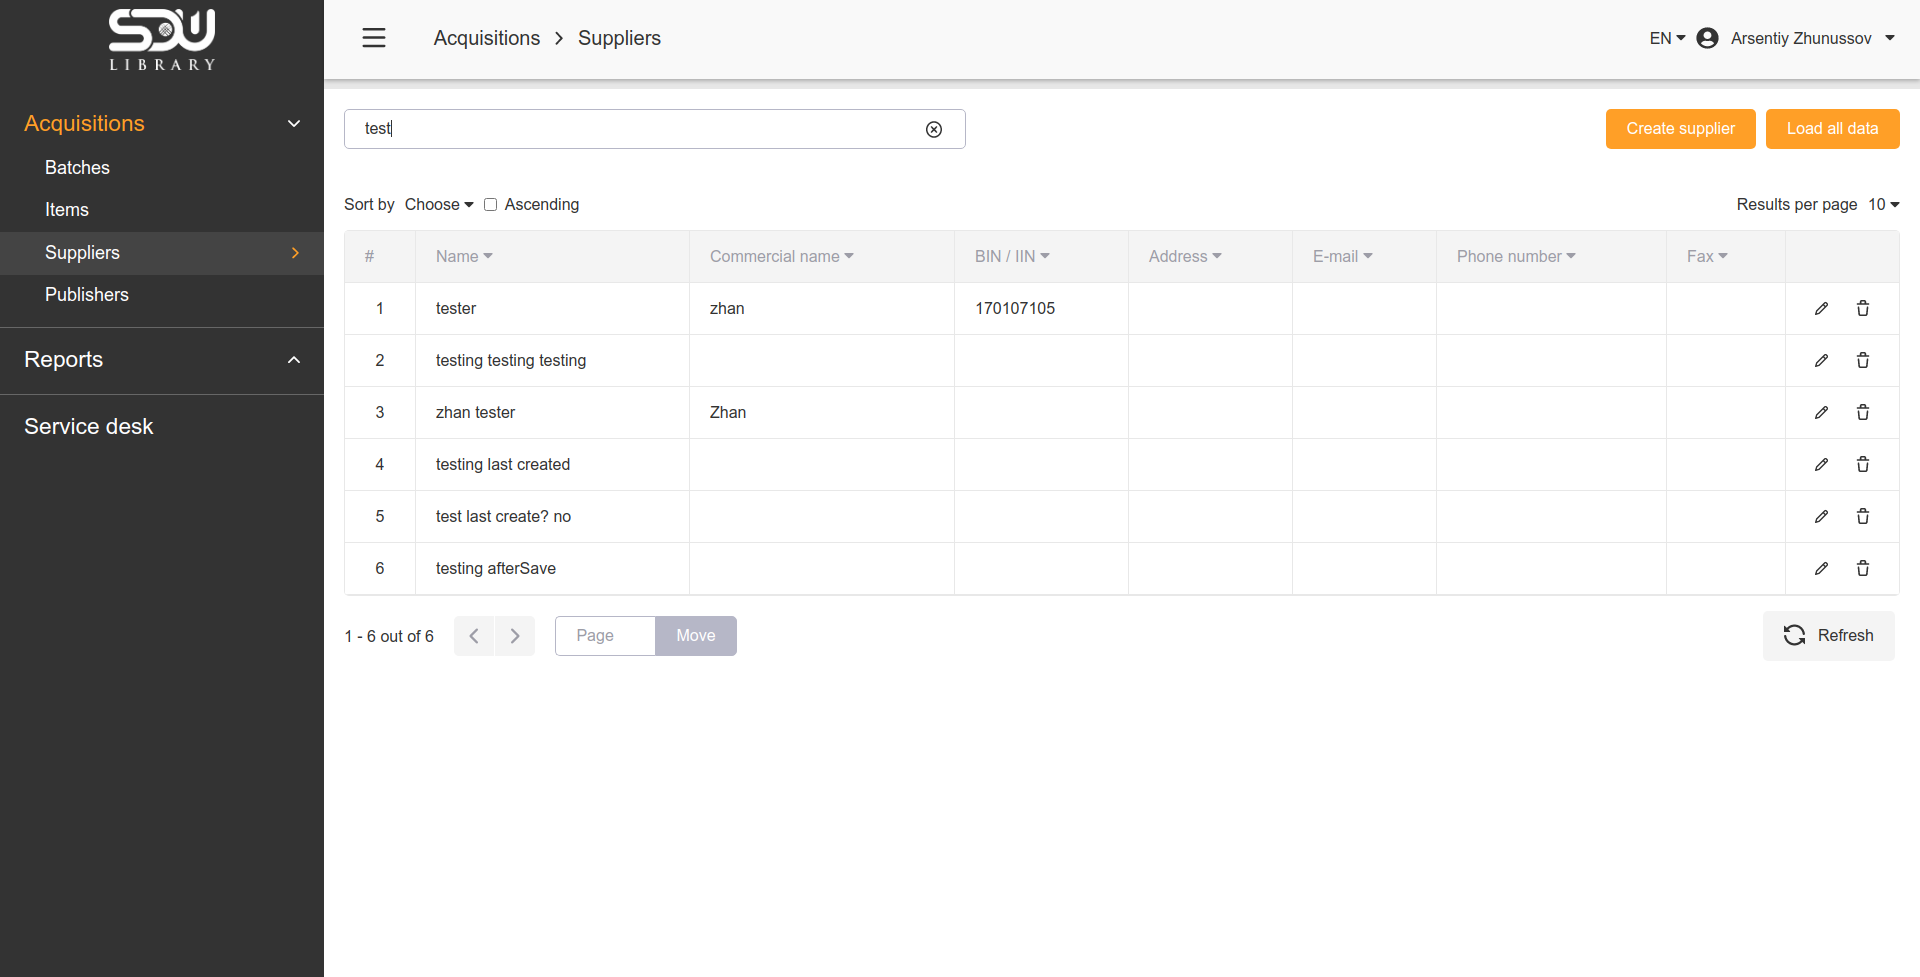 SDU
LIBRARY
Acquisitions
Batches
Items
Suppliers
Publishers
Reports
Service desk
Acquisitions > Suppliers
EN Arsentiy Zhunussov
test
Create supplier Load all data
Sort by Choose Ascending Results per page 10
# Name Commercial name BIN / IIN Address E-mail Phone number Fax
1 tester zhan 170107105
2 testing testing testing
3 zhan tester Zhan
4 testing last created
5 test last create? no
6 testing afterSave
1 - 6 out of 6 Page Move Refresh